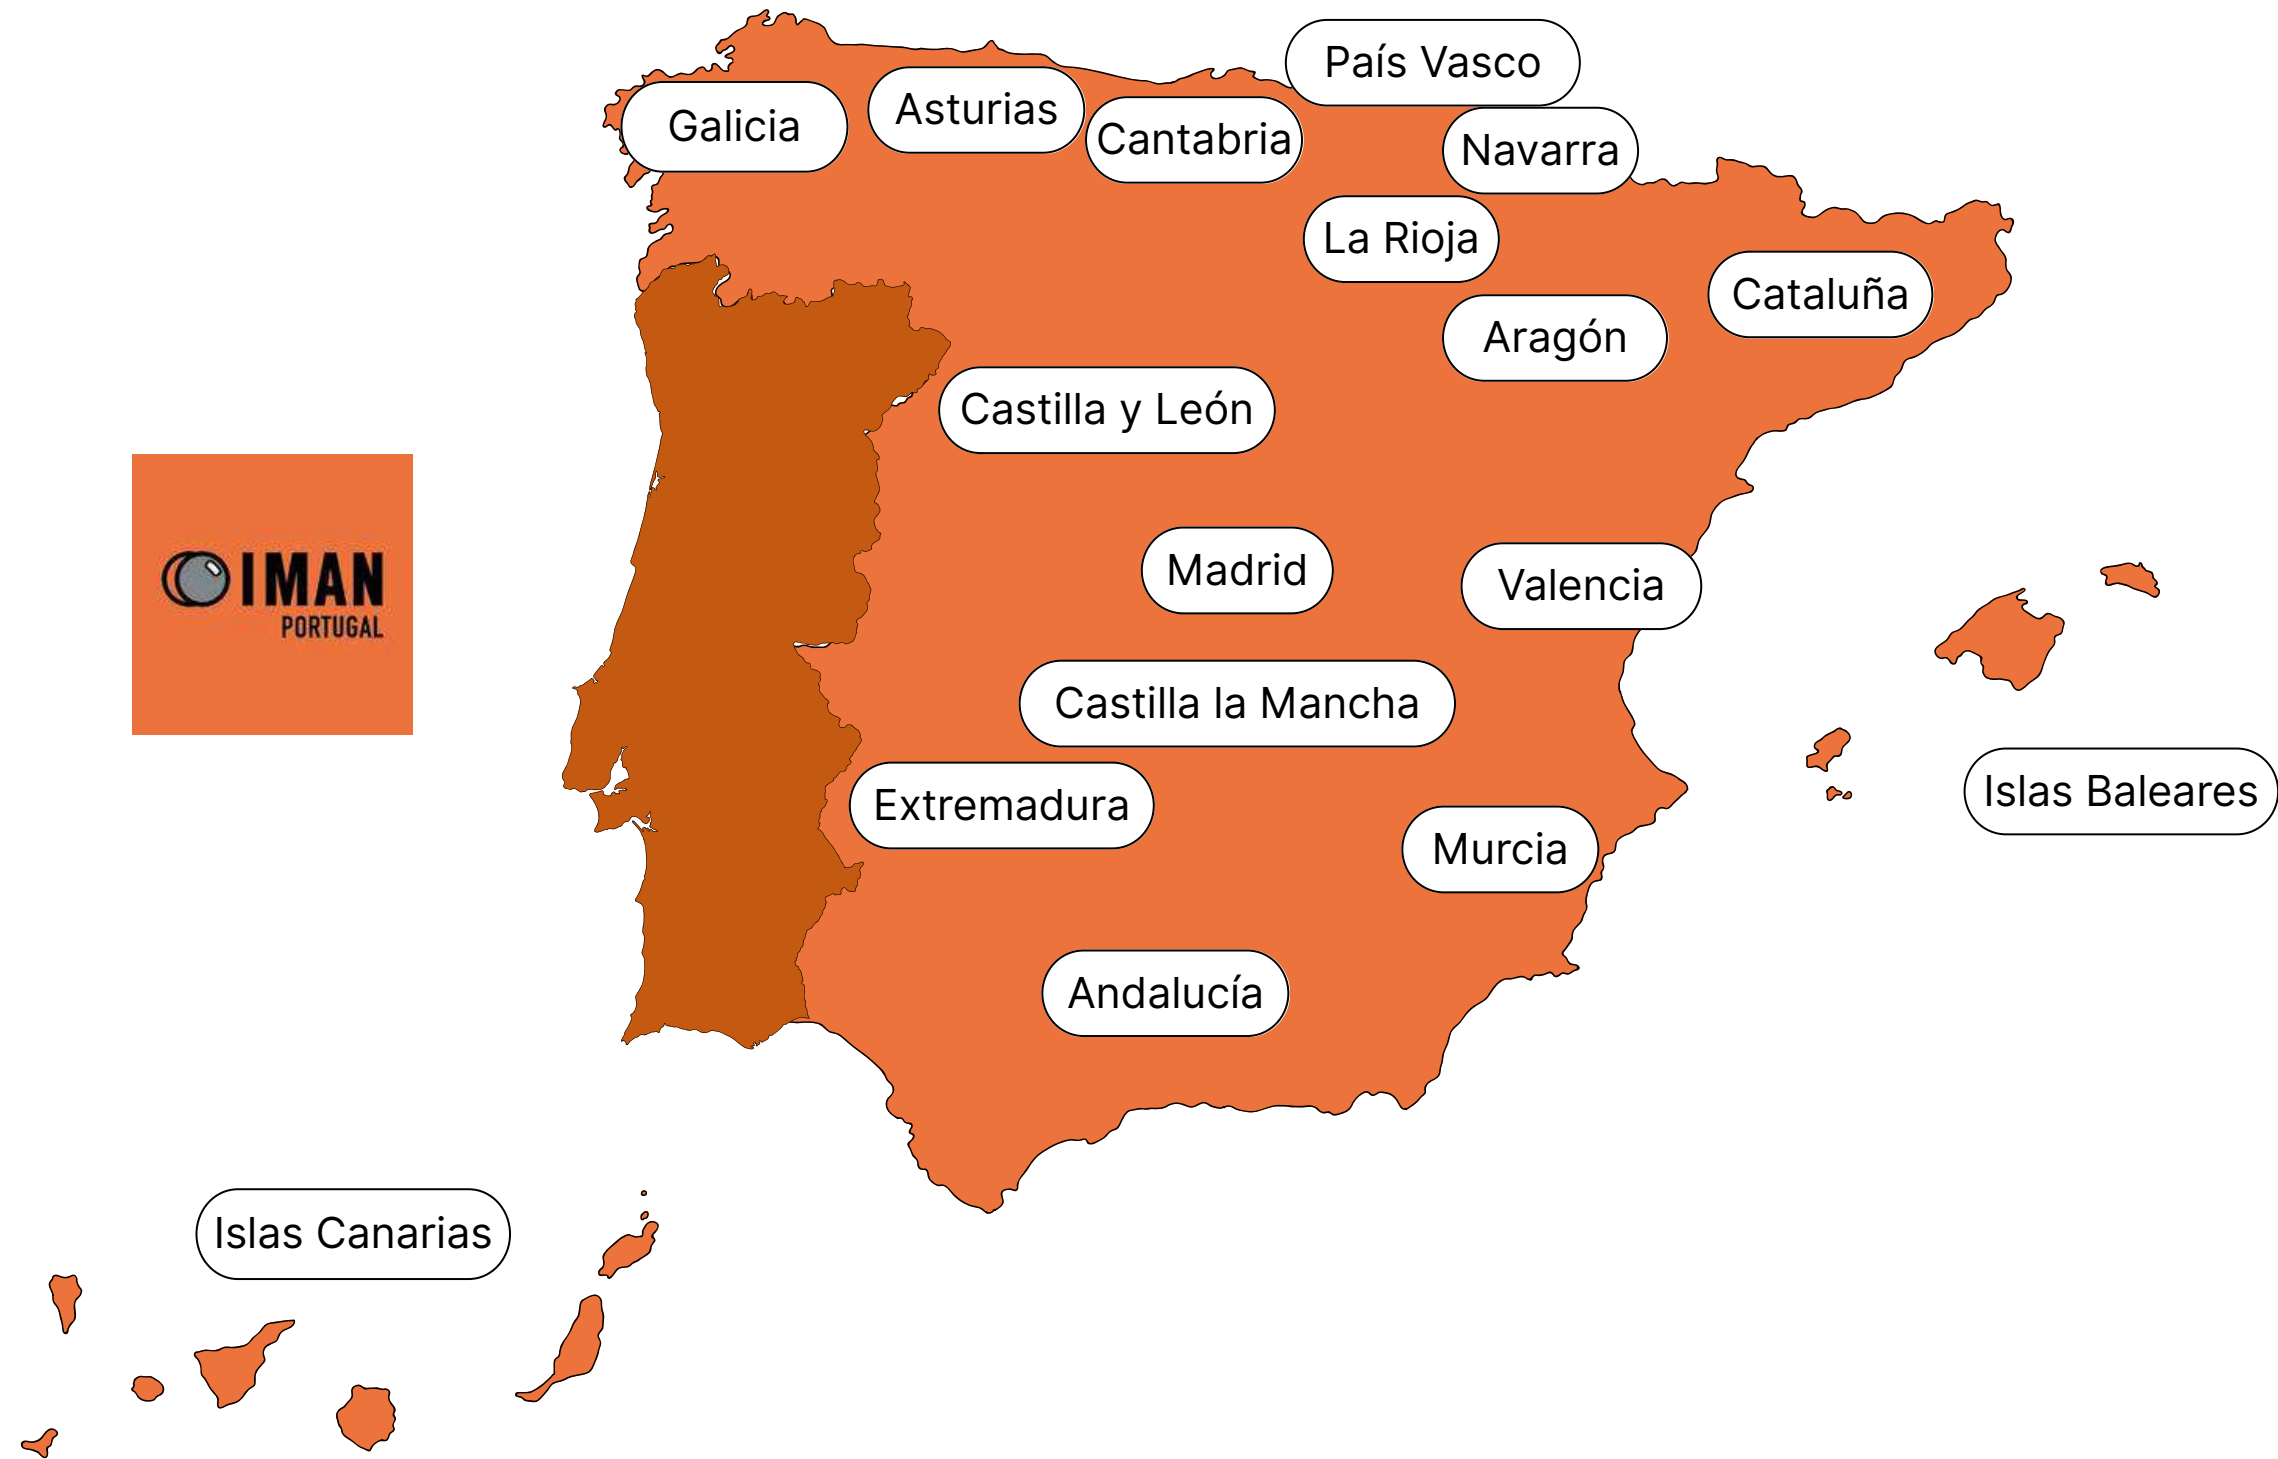 País Vasco
Galicia
Asturias
Cantabria
Navarra
La Rioja
Cataluña
Aragón
Castilla y León
IMAN
PORTUGAL
Madrid
Valencia
Castilla la Mancha
Extremadura
Islas Baleares
Murcia
Andalucía
Islas Canarias